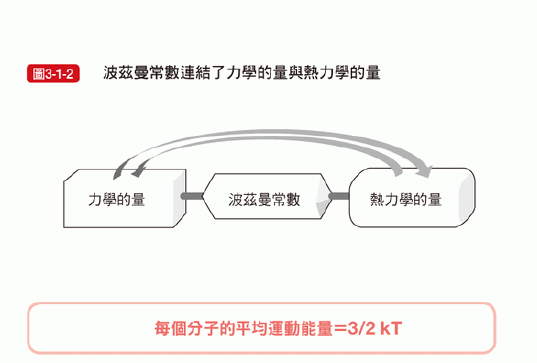 圖3-1-2
波茲曼常數連結了力學的量與熱力學的量
力學的量
波茲曼常數
熱力學的量
每個分子的平均運動能量=3/2 kT